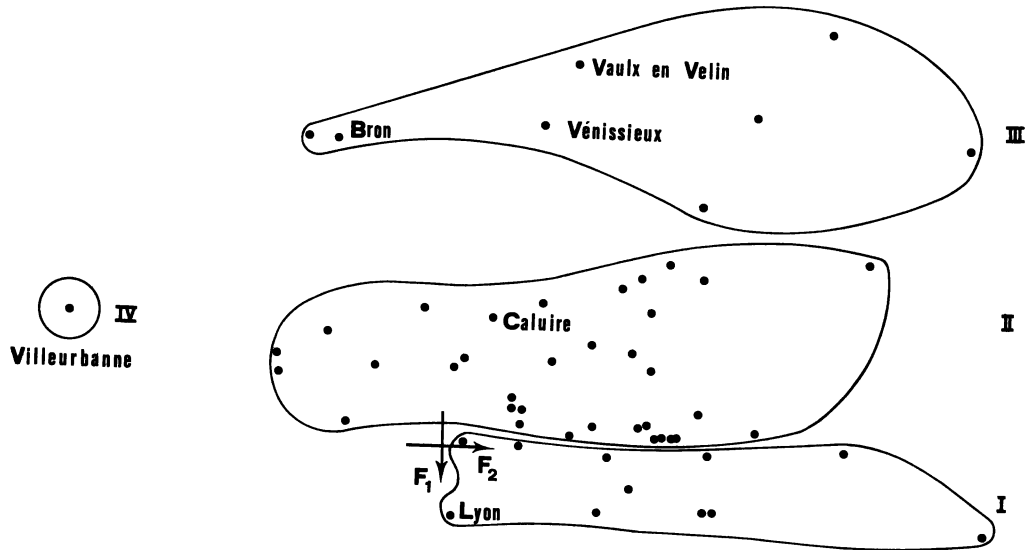 Vaulx en Velin
Bron
Vénissieux
III
IV
Villeurbanne
Caluire
II
F1
F2
Lyon
I